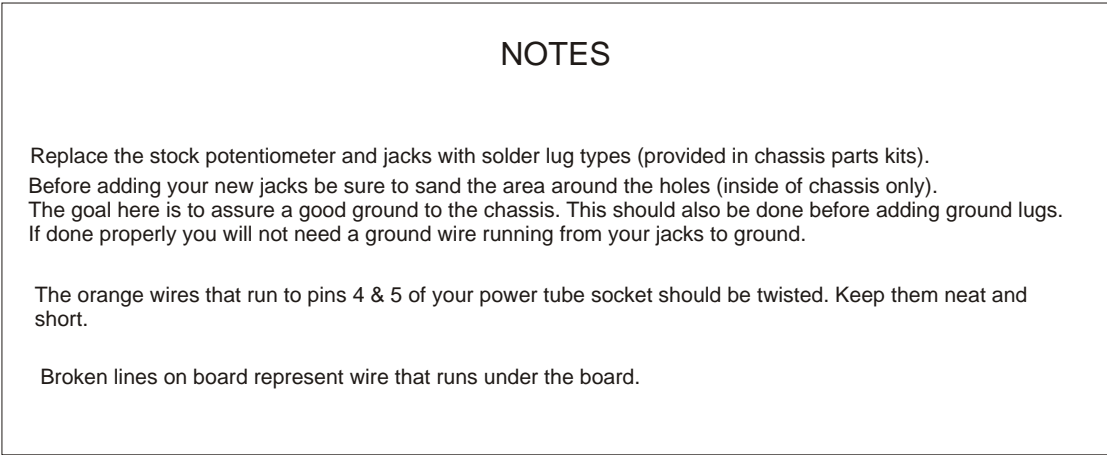 NOTES
Replace the stock potentiometer and jacks with solder lug types (provided in chassis parts kits).
Before adding your new jacks be sure to sand the area around the holes (inside of chassis only).
The goal here is to assure a good ground to the chassis. This should also be done before adding ground lugs.
If done properly you will not need a ground wire running from your jacks to ground.
The orange wires that run to pins 4 & 5 of your power tube socket should be twisted. Keep them neat and
short.
Broken lines on board represent wire that runs under the board.